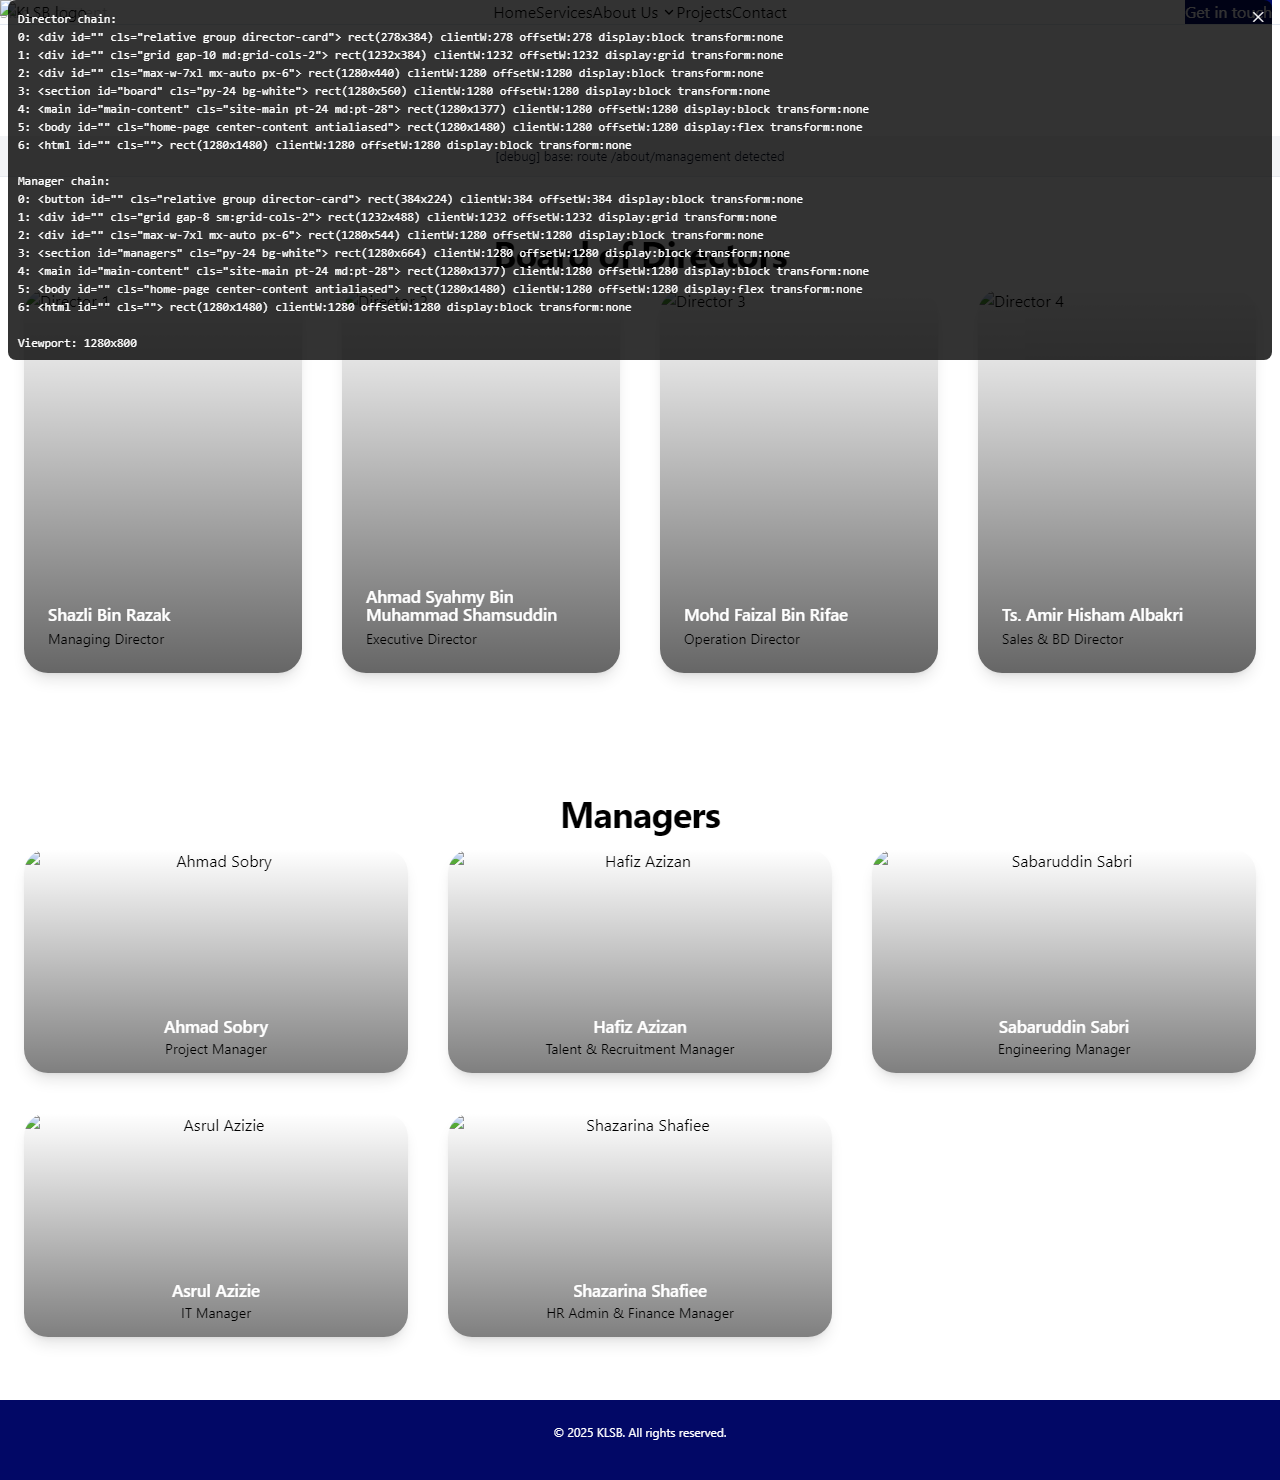 KLSB logo
Home Services About Us Projects Contact
Get in touch
Director chain:
0: <div id="" cls="relative group director-card"> rect(278x384) clientW:278 offsetW:278 display:block transform:none
1: <div id="" cls="grid gap-10 md:grid-cols-2"> rect(1232x384) clientW:1232 offsetW:1232 display:grid transform:none
2: <div id="" cls="max-w-7xl mx-auto px-6"> rect(1280x440) clientW:1280 offsetW:1280 display:block transform:none
3: <section id="board" cls="py-24 bg-white"> rect(1280x560) clientW:1280 offsetW:1280 display:block transform:none
4: <main id="main-content" cls="site-main pt-24 md:pt-28"> rect(1280x1377) clientW:1280 offsetW:1280 display:block transform:none
5: <body id="" cls="home-page center-content antialiased"> rect(1280x1480) clientW:1280 offsetW:1280 display:flex transform:none
6: <html id="" cls=""> rect(1280x1480) clientW:1280 offsetW:1280 display:block transform:none
[debug] base: route /about/management detected
Manager chain:
0: <button id="" cls="relative group director-card"> rect(384x224) clientW:384 offsetW:384 display:block transform:none
1: <div id="" cls="grid gap-8 sm:grid-cols-2"> rect(1232x488) clientW:1232 offsetW:1232 display:grid transform:none
2: <div id="" cls="max-w-7xl mx-auto px-6"> rect(1280x544) clientW:1280 offsetW:1280 display:block transform:none
3: <section id="managers" cls="py-24 bg-white"> rect(1280x664) clientW:1280 offsetW:1280 display:block transform:none
4: <main id="main-content" cls="site-main pt-24 md:pt-28"> rect(1280x1377) clientW:1280 offsetW:1280 display:block transform:none
5: <body id="" cls="home-page center-content antialiased"> rect(1280x1480) clientW:1280 offsetW:1280 display:flex transform:none
6: <html id="" cls=""> rect(1280x1480) clientW:1280 offsetW:1280 display:block transform:none
Viewport: 1280x800
Board of Directors
Director 1
Director 2
Director 3
Director 4
Shazli Bin Razak
Managing Director
Ahmad Syahmy Bin
Muhammad Shamsuddin
Executive Director
Mohd Faizal Bin Rifae
Operation Director
Ts. Amir Hisham Albakri
Sales & BD Director
Managers
Ahmad Sobry
Ahmad Sobry
Project Manager
Hafiz Azizan
Hafiz Azizan
Talent & Recruitment Manager
Sabaruddin Sabri
Sabaruddin Sabri
Engineering Manager
Asrul Azizie
Asrul Azizie
IT Manager
Shazarina Shafiee
Shazarina Shafiee
HR Admin & Finance Manager
© 2025 KLSB. All rights reserved.